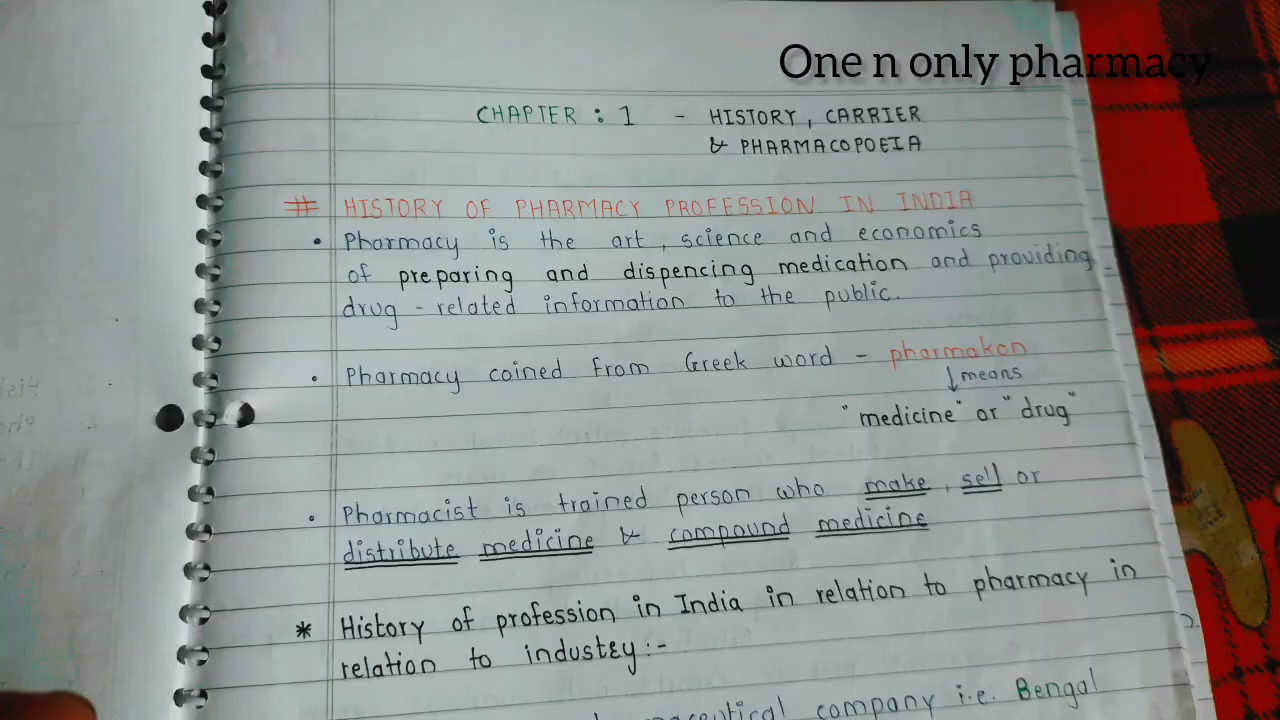 One n only pharmacy
CHAPTER : 1 - HISTORY, CARRIER
& PHARMACOPOEIA
# HISTORY OF PHARMACY PROFESSION IN INDIA
• Pharmacy is the art, science and economics
of preparing and dispencing medication and providing
drug - related information to the public.
• Pharmacy coined from Greek word - pharmakon
↓ means
"medicine" or "drug"
• Pharmacist is trained person who make, sell or
distribute medicine & compound medicine
* History of profession in India in relation to pharmacy in
relation to industry :-
company i.e. Bengal